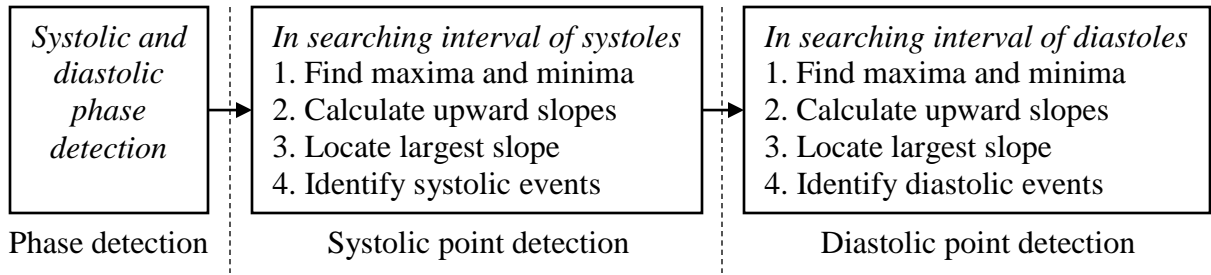 Systolic and
diastolic
phase
detection
In searching interval of systoles
1. Find maxima and minima
2. Calculate upward slopes
3. Locate largest slope
4. Identify systolic events
In searching interval of diastoles
1. Find maxima and minima
2. Calculate upward slopes
3. Locate largest slope
4. Identify diastolic events
Phase detection
Systolic point detection
Diastolic point detection